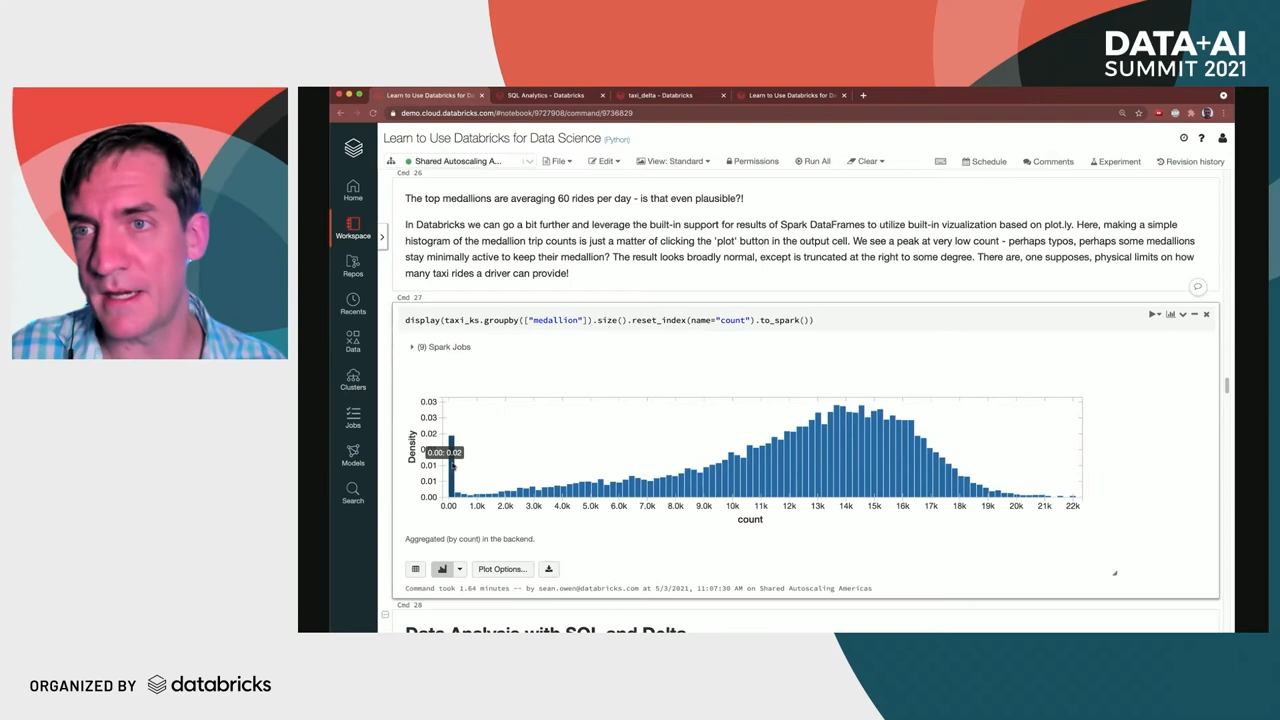 DATA+AI
SUMMIT 2021
Learn to Use Databricks for Da
SQL Analytics - Databricks
taxi_delta - Databricks
Learn to Use Databricks for Da
demo.cloud.databricks.com/#notebook/9727908/command/9736829
Learn to Use Databricks for Data Science (Python)
Shared Autoscaling A...
File
Edit
View: Standard
Permissions
Run All
Clear
Schedule
Comments
Experiment
Revision history
Home
Workspace
Repos
Recents
Data
Clusters
Jobs
Models
Search
Cmd 26
The top medallions are averaging 60 rides per day - is that even plausible?!
In Databricks we can go a bit further and leverage the built-in support for results of Spark DataFrames to utilize built-in vizualization based on plot.ly. Here, making a simple
histogram of the medallion trip counts is just a matter of clicking the 'plot' button in the output cell. We see a peak at very low count - perhaps typos, perhaps some medallions
stay minimally active to keep their medallion? The result looks broadly normal, except is truncated at the right to some degree. There are, one supposes, physical limits on how
many taxi rides a driver can provide!
Cmd 27
display(taxi_ks.groupby(["medallion"]).size().reset_index(name="count").to_spark())
(9) Spark Jobs
Density
0.03
0.03
0.02
0.01
0.01
0.00
0.00: 0.02
0.00 1.0k 2.0k 3.0k 4.0k 5.0k 6.0k 7.0k 8.0k 9.0k 10k 11k 12k 13k 14k 15k 16k 17k 18k 19k 20k 21k 22k
count
Aggregated (by count) in the backend.
Plot Options...
Command took 1.64 minutes -- by sean.owen@databricks.com at 5/3/2021, 11:07:30 AM on Shared Autoscaling Americas
Cmd 28
Data Analysis with SQL and Delta
ORGANIZED BY databricks